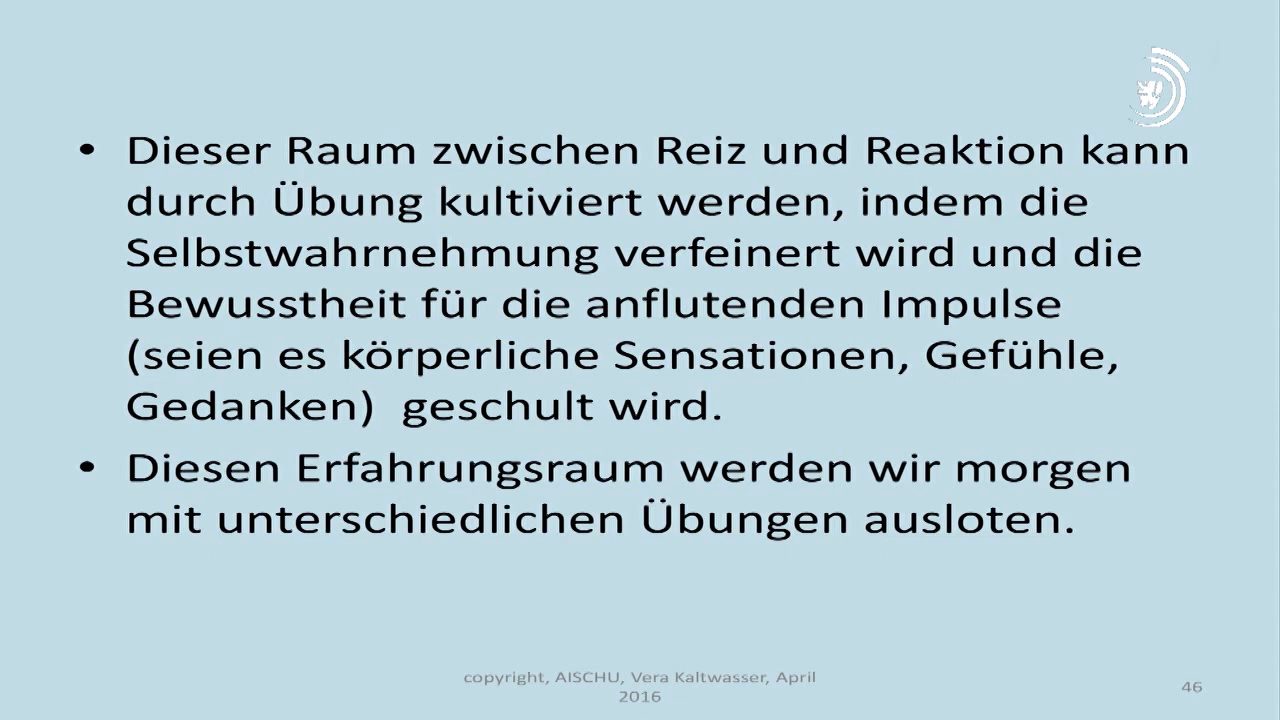 • Dieser Raum zwischen Reiz und Reaktion kann
durch Übung kultiviert werden, indem die
Selbstwahrnehmung verfeinert wird und die
Bewusstheit für die anflutenden Impulse
(seien es körperliche Sensationen, Gefühle,
Gedanken)  geschult wird.
• Diesen Erfahrungsraum werden wir morgen
mit unterschiedlichen Übungen ausloten.
copyright, AISCHU, Vera Kaltwasser, April
2016
46